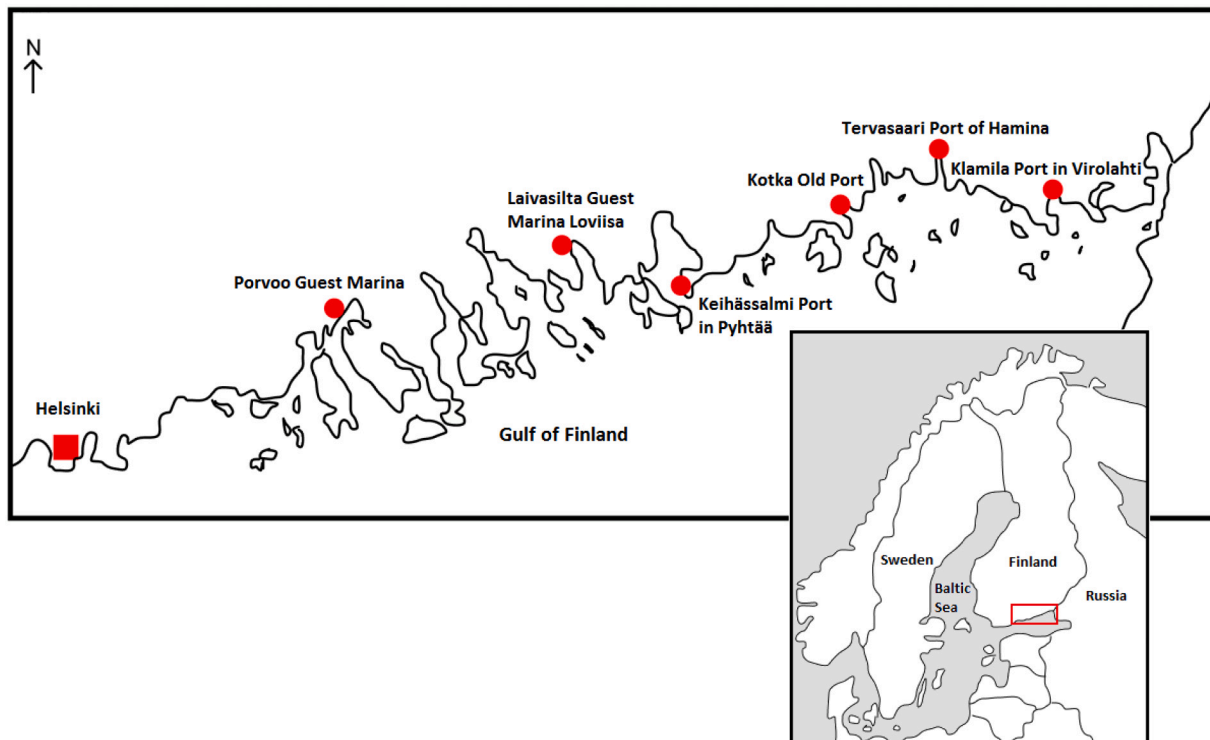 N
Tervasaari Port of Hamina
Klamila Port in Virolahti
Kotka Old Port
Laivasilta Guest
Marina Loviisa
Porvoo Guest Marina
Keihässalmi Port
in Pyhtää
Helsinki
Gulf of Finland
Sweden
Finland
Baltic
Sea
Russia